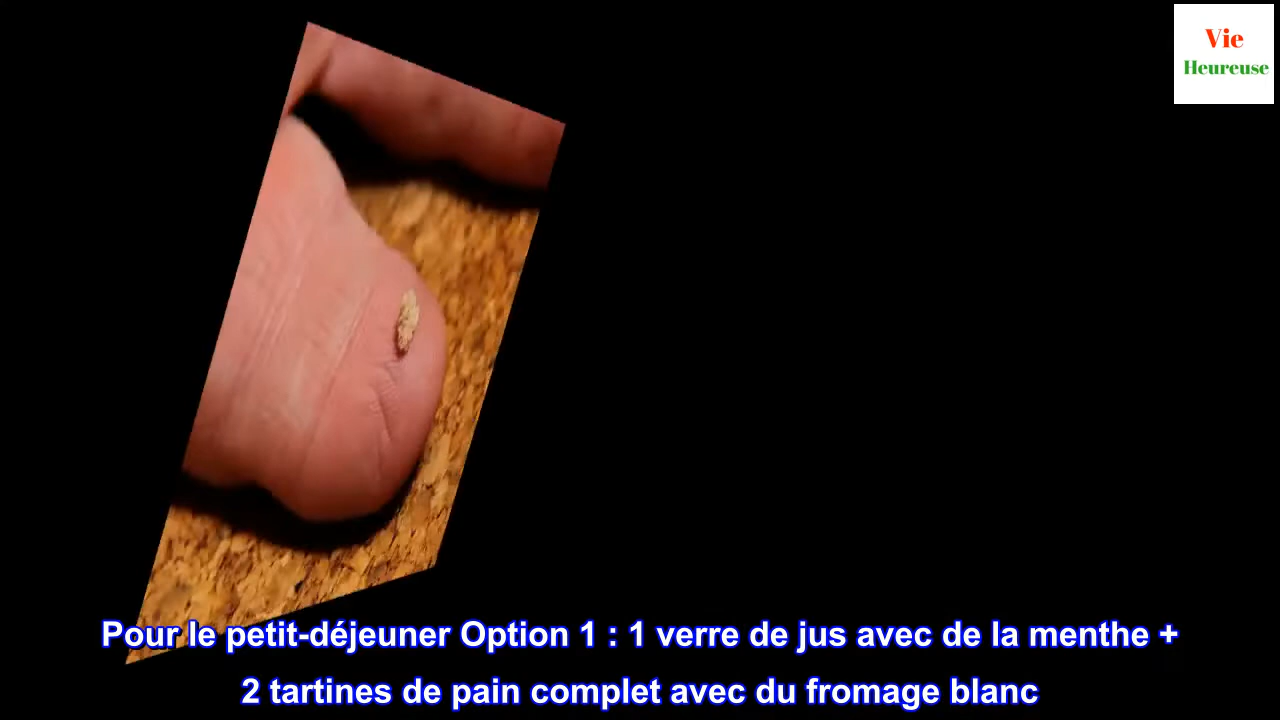 Vie
Heureuse
Pour le petit-déjeuner Option 1 : 1 verre de jus avec de la menthe +
2 tartines de pain complet avec du fromage blanc